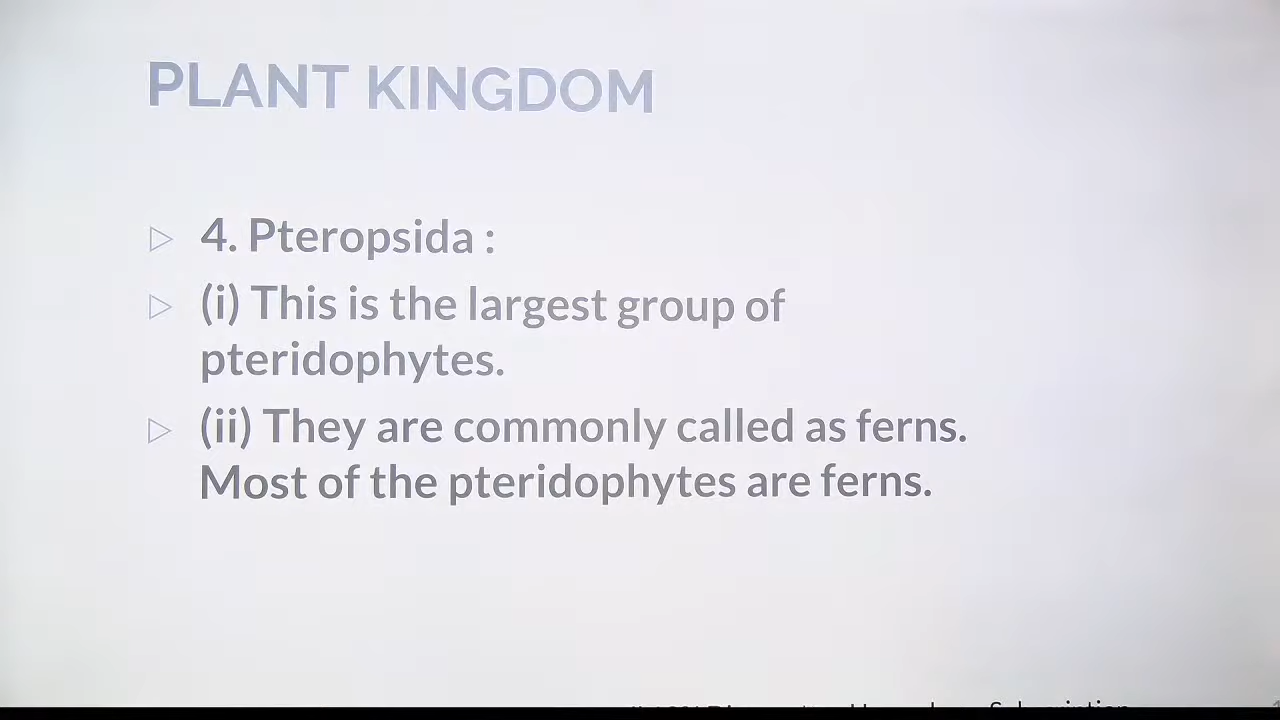 PLANT KINGDOM
▷ 4. Pteropsida :
▷ (i) This is the largest group of
pteridophytes.
▷ (ii) They are commonly called as ferns.
Most of the pteridophytes are ferns.